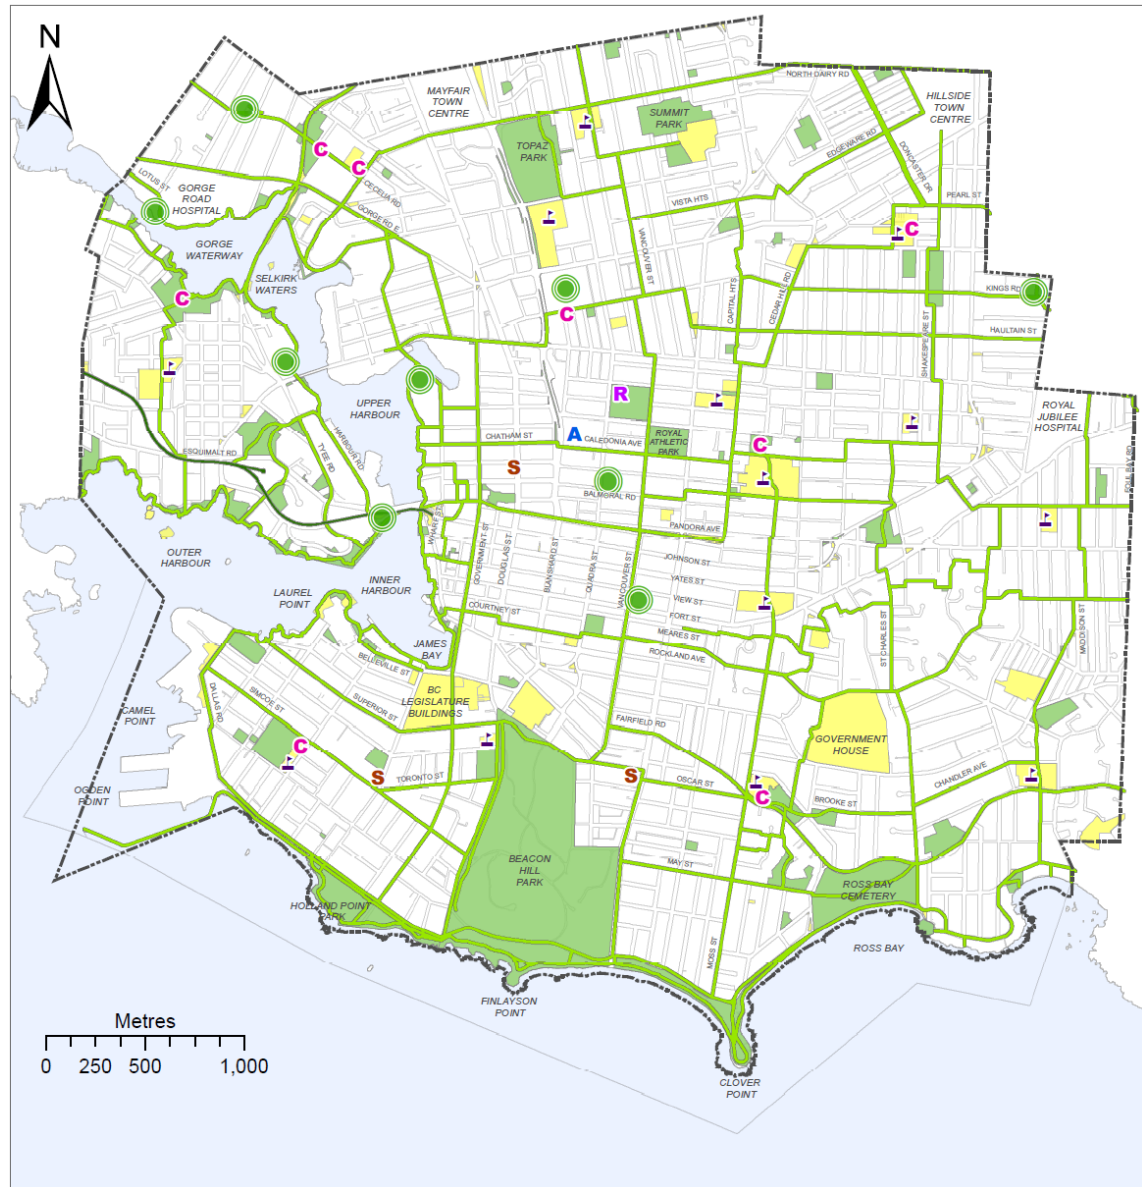 N
NORTH DAIRY RD
MAYFAIR
TOWN
CENTRE
HILLSIDE
TOWN
CENTRE
SUMMIT
PARK
TOPAZ
PARK
EDGEWARE RD
DONCASTER DR
C
C
LOTUS ST
GORGE
ROAD
HOSPITAL
CECELIA RD
PEARL ST
VISTA HTS
GORGE RD E
C
GORGE
WATERWAY
VANCOUVER ST
SELKIRK
WATERS
CAPITAL HTS
CEDAR HILL RD
KINGS RD
C
C
HAULTAIN ST
SHAKESPEARE ST
UPPER
HARBOUR
R
ROYAL
JUBILEE
HOSPITAL
CHATHAM ST
A
CALEDONIA AVE
ROYAL
ATHLETIC
PARK
C
ESQUIMALT RD
TYEE RD
HARBOUR RD
S
BALMORAL RD
WHARF ST
PANDORA AVE
OUTER
HARBOUR
GOVERNMENT ST
DOUGLAS ST
BLANSHARD ST
QUADRA ST
VANCOUVER ST
JOHNSON ST
YATES ST
VIEW ST
FORT ST
MEARES ST
ROCKLAND AVE
INNER
HARBOUR
LAUREL
POINT
COURTNEY ST
JAMES
BAY
ST CHARLES ST
MADDISON ST
BELLEVILLE ST
BC
LEGISLATURE
BUILDINGS
SUPERIOR ST
SIMCOE ST
DALLAS RD
CAMEL
POINT
FAIRFIELD RD
GOVERNMENT
HOUSE
C
S
TORONTO ST
S
OSCAR ST
C
BROOKE ST
CHANDLER AVE
OGDEN
POINT
BEACON
HILL
PARK
MAY ST
ROSS BAY
CEMETERY
HOLLAND POINT
PARK
MOSS ST
ROSS BAY
FINLAYSON
POINT
CLOVER
POINT
Metres
0 250 500 1,000